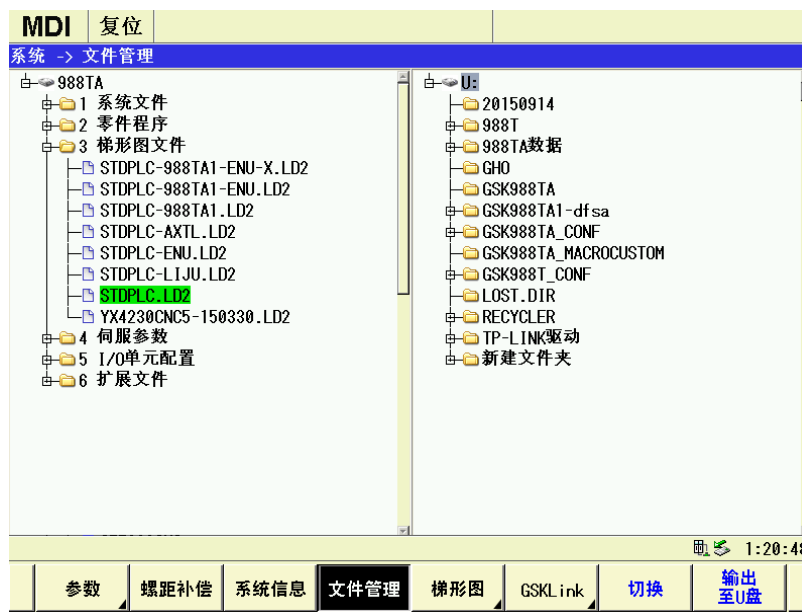 MDI 复位
系统 -> 文件管理
988TA
1 系统文件
2 零件程序
3 梯形图文件
STDPLC-988TA1-ENU-X.LD2
STDPLC-988TA1-ENU.LD2
STDPLC-988TA1.LD2
STDPLC-AXTL.LD2
STDPLC-ENU.LD2
STDPLC-LIJU.LD2
STDPLC.LD2
YX4230CNC5-150330.LD2
4 伺服参数
5 I/O单元配置
6 扩展文件
U:
20150914
988T
988TA数据
GHO
GSK988TA
GSK988TA1-dfsa
GSK988TA_CONF
GSK988TA_MACROCUSTOM
GSK988T_CONF
LOST.DIR
RECYCLER
TP-LINK驱动
新建文件夹
1:20:48
参数 螺距补偿 系统信息 文件管理 梯形图 GSKLink 切换 输出
至U盘